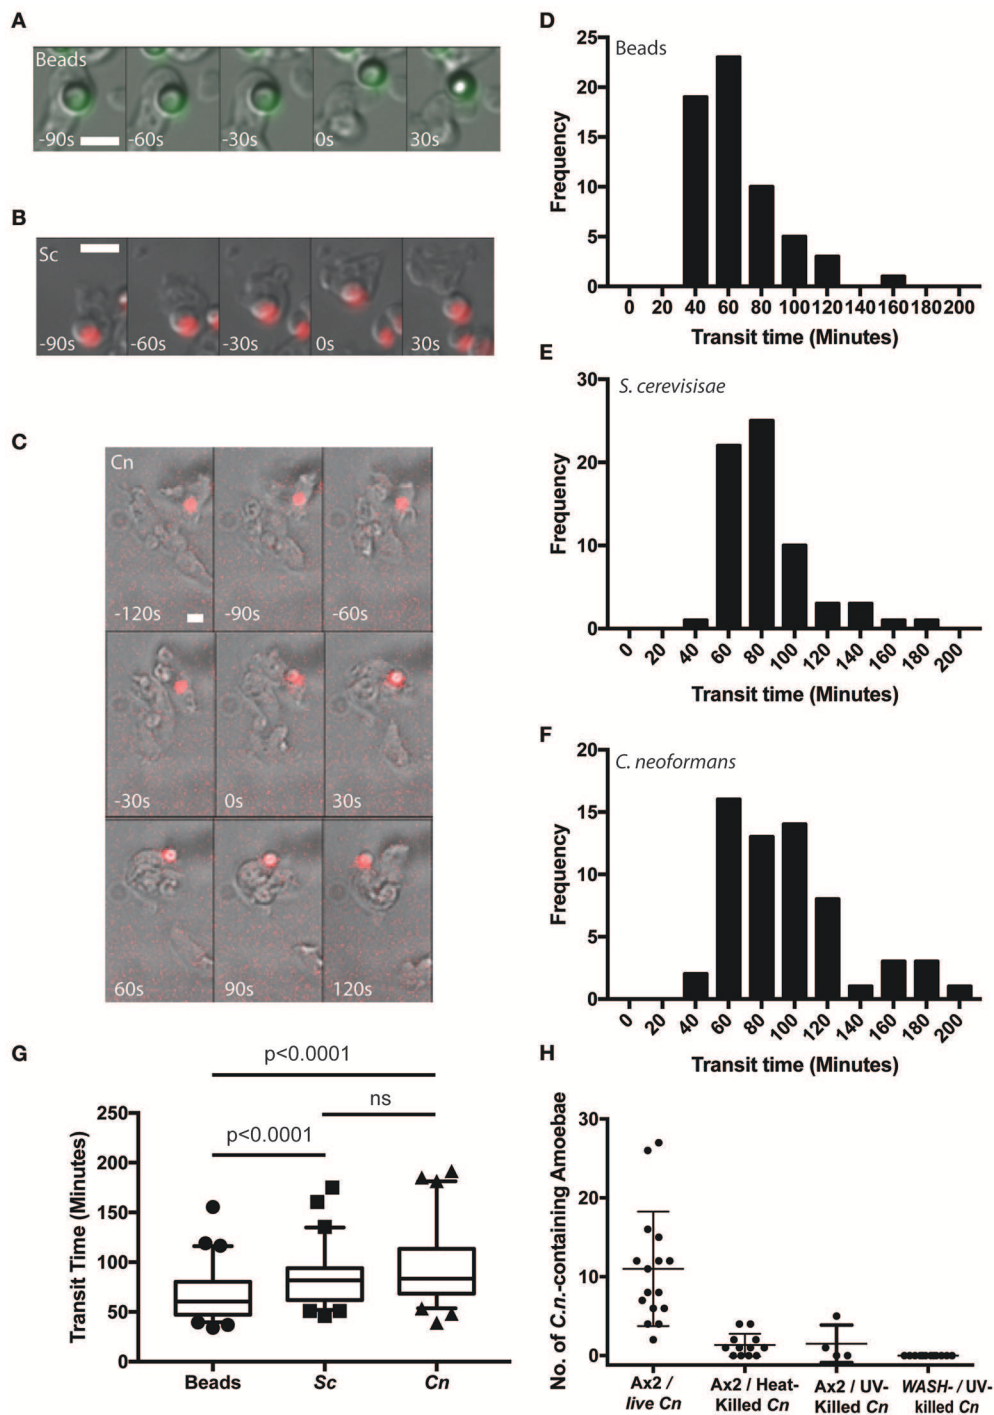 A
Beads
-90s
-60s
-30s
0s
30s
B
Sc
-90s
-60s
-30s
0s
30s
C
Cn
-120s
-90s
-60s
-30s
0s
30s
60s
90s
120s
D
Beads
Frequency
25
20
15
10
5
0
0 20 40 60 80 100 120 140 160 180 200
Transit time (Minutes)
E
S. cerevisisae
Frequency
30
20
10
0
0 20 40 60 80 100 120 140 160 180 200
Transit time (Minutes)
F
C. neoformans
Frequency
20
15
10
5
0
0 20 40 60 80 100 120 140 160 180 200
Transit time (Minutes)
G
p<0.0001
ns
p<0.0001
Transit Time (Minutes)
250
200
150
100
50
0
Beads Sc Cn
H
No. of C.n.-containing Amoebae
30
20
10
0
Ax2 / live Cn
Ax2 / Heat-Killed Cn
Ax2 / UV-Killed Cn
WASH- / UV-killed Cn